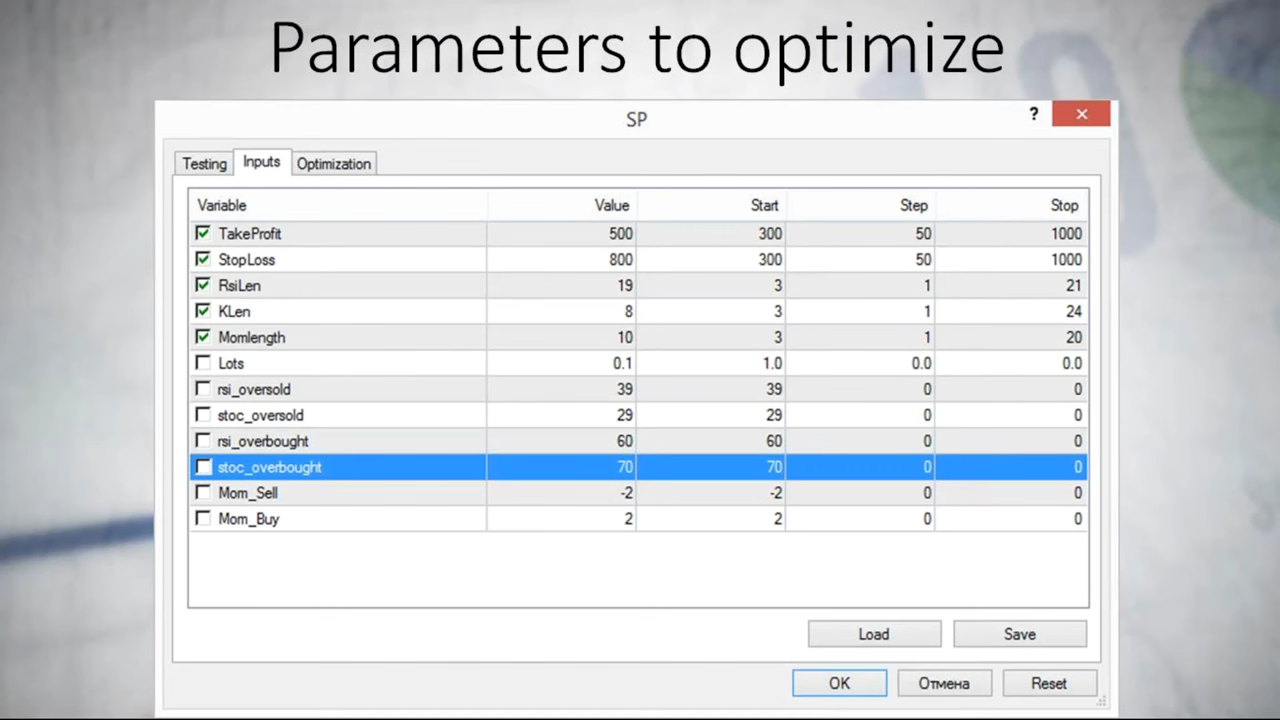 Parameters to optimize
SP
?
Testing Inputs Optimization
Variable Value Start Step Stop
TakeProfit 500 300 50 1000
StopLoss 800 300 50 1000
RsiLen 19 3 1 21
KLen 8 3 1 24
Momlength 10 3 1 20
Lots 0.1 1.0 0.0 0.0
rsi_oversold 39 39 0 0
stoc_oversold 29 29 0 0
rsi_overbought 60 60 0 0
stoc_overbought 70 70 0 0
Mom_Sell -2 -2 0 0
Mom_Buy 2 2 0 0
Load Save
OK Отмена Reset